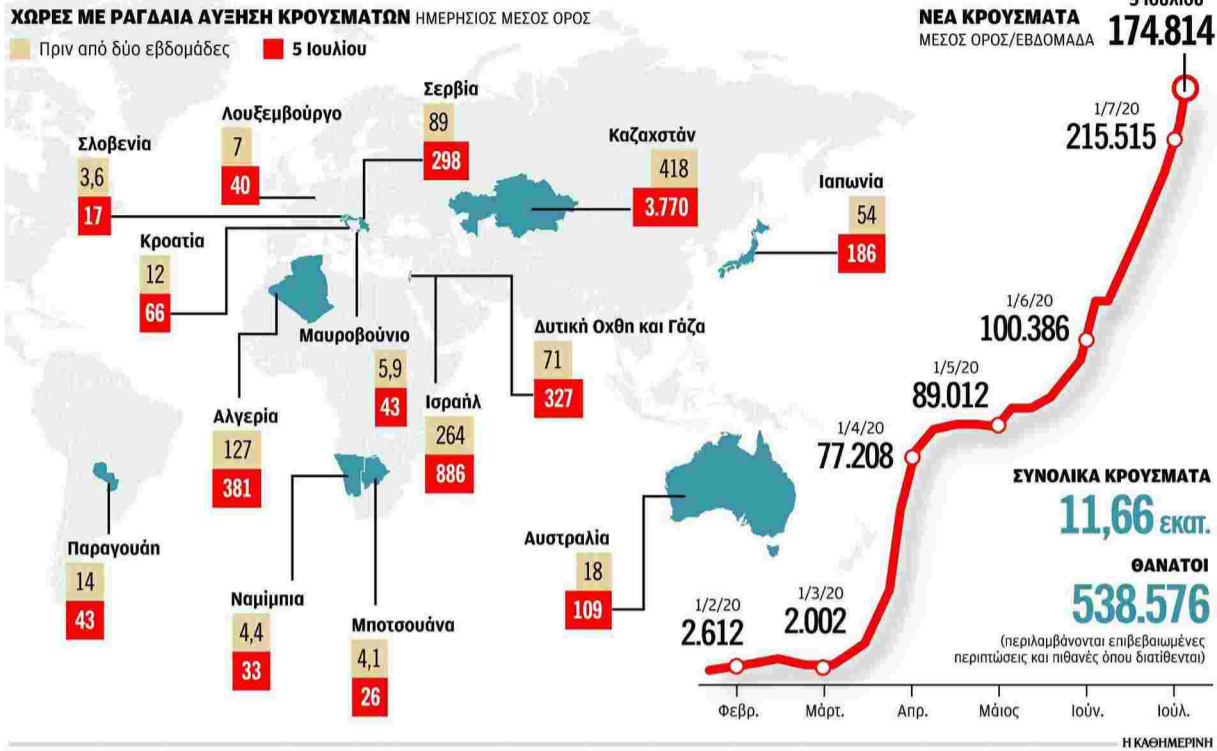 ΧΩΡΕΣ ΜΕ ΡΑΓΔΑΙΑ ΑΥΞΗΣΗ ΚΡΟΥΣΜΑΤΩΝ ΗΜΕΡΗΣΙΟΣ ΜΕΣΟΣ ΟΡΟΣ
Πριν από δύο εβδομάδες 5 Ιουλίου
Σλοβενία
3,6
17
Λουξεμβούργο
7
40
Σερβία
89
298
Καζαχστάν
418
3.770
Ιαπωνία
54
186
Κροατία
12
66
Μαυροβούνιο
5,9
43
Δυτική Οχθη και Γάζα
71
327
Αλγερία
127
381
Ισραήλ
264
886
Παραγουάη
14
43
Ναμίμπια
4,4
33
Μποτσουάνα
4,1
26
Αυστραλία
18
109
ΝΕΑ ΚΡΟΥΣΜΑΤΑ
ΜΕΣΟΣ ΟΡΟΣ/ΕΒΔΟΜΑΔΑ
5 Ιουλίου
174.814
1/7/20
215.515
1/6/20
100.386
1/5/20
89.012
1/4/20
77.208
1/3/20
2.002
1/2/20
2.612
ΣΥΝΟΛΙΚΑ ΚΡΟΥΣΜΑΤΑ
11,66 εκατ.
ΘΑΝΑΤΟΙ
538.576
(περιλαμβάνονται επιβεβαιωμένες
περιπτώσεις και πιθανές όπου διατίθενται)
Φεβρ. Μάρτ. Απρ. Μάιος Ιούν. Ιούλ.
Η ΚΑΘΗΜΕΡΙΝΗ